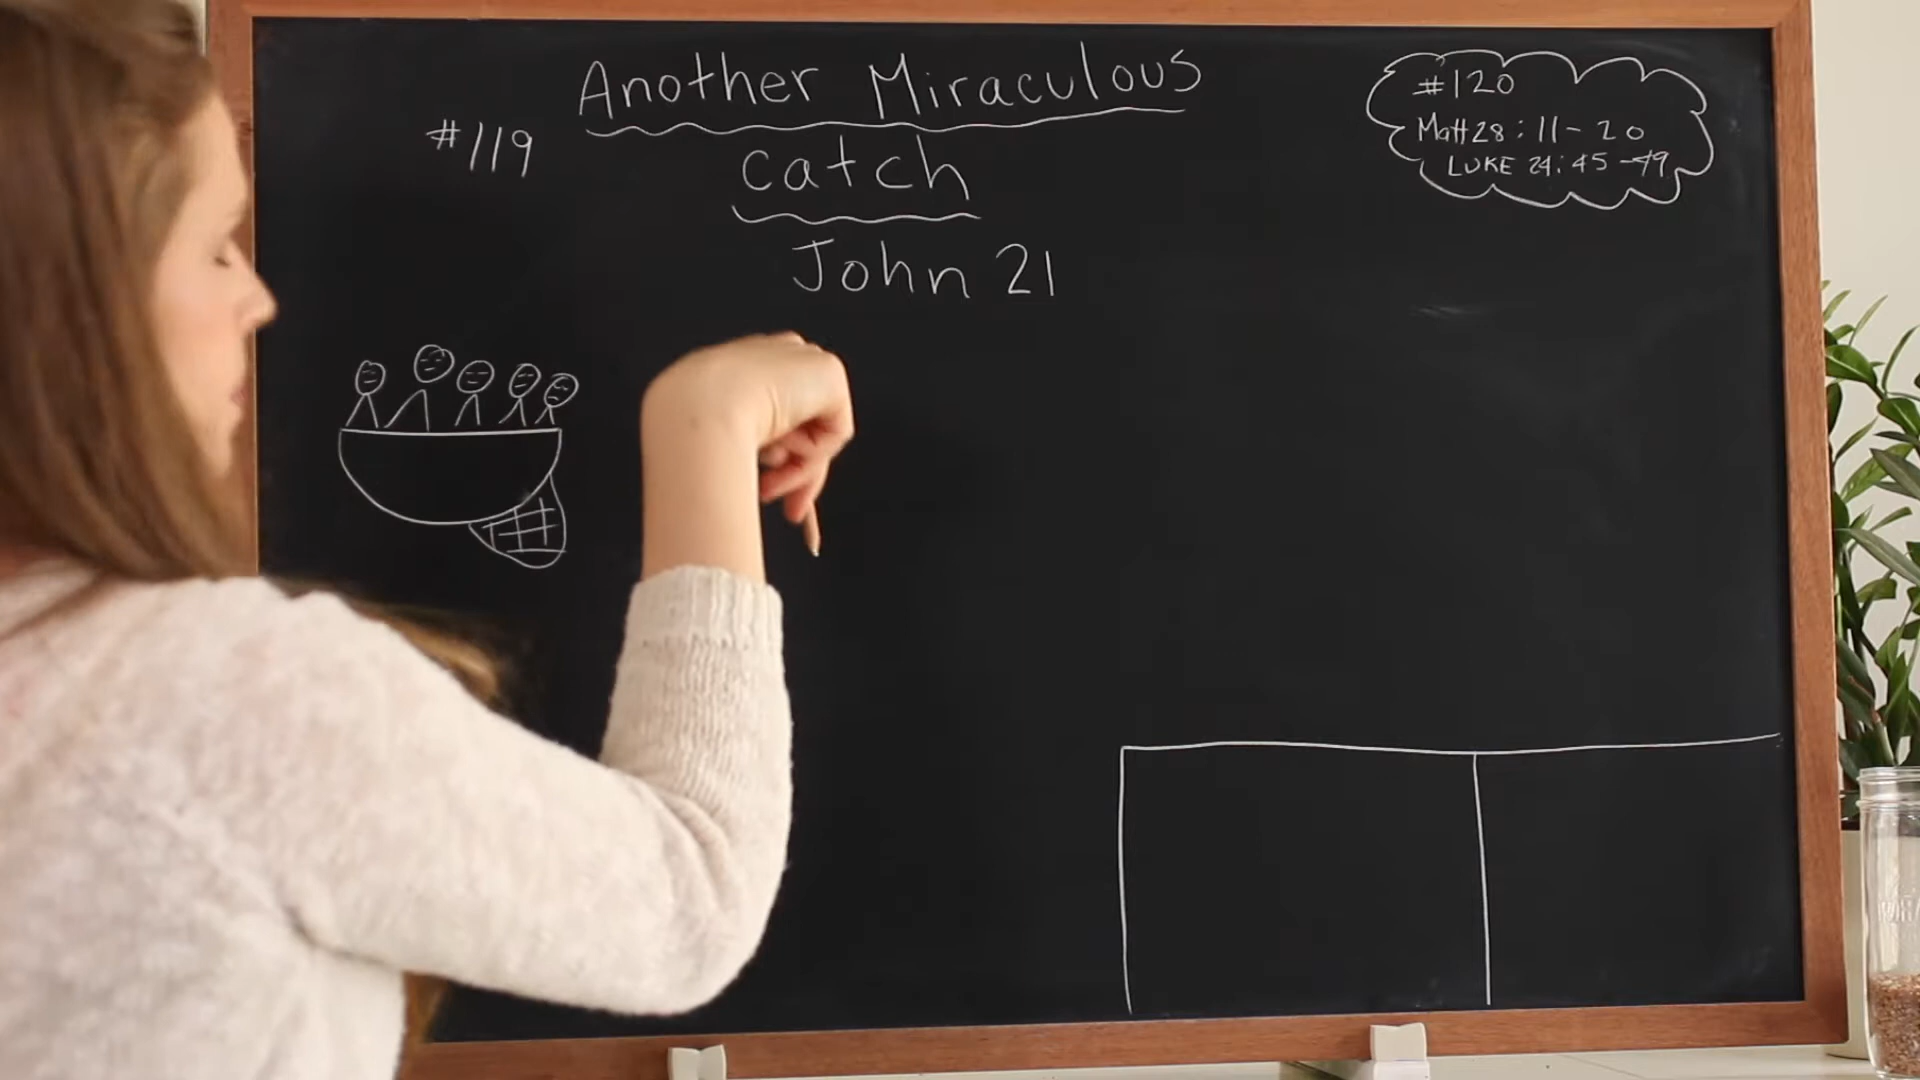 Another Miraculous
#119
catch
John 21
#120
Matt 28:11-20
LUKE 24:45-49